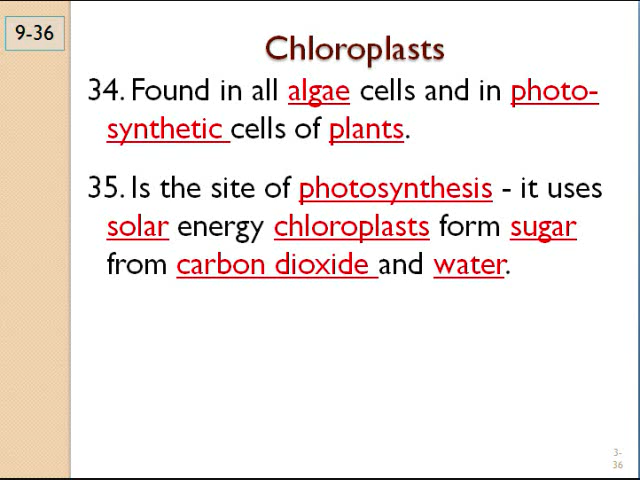 9-36
Chloroplasts
34. Found in all algae cells and in photo-
synthetic cells of plants.
35. Is the site of photosynthesis - it uses
solar energy chloroplasts form sugar
from carbon dioxide and water.
3-
36